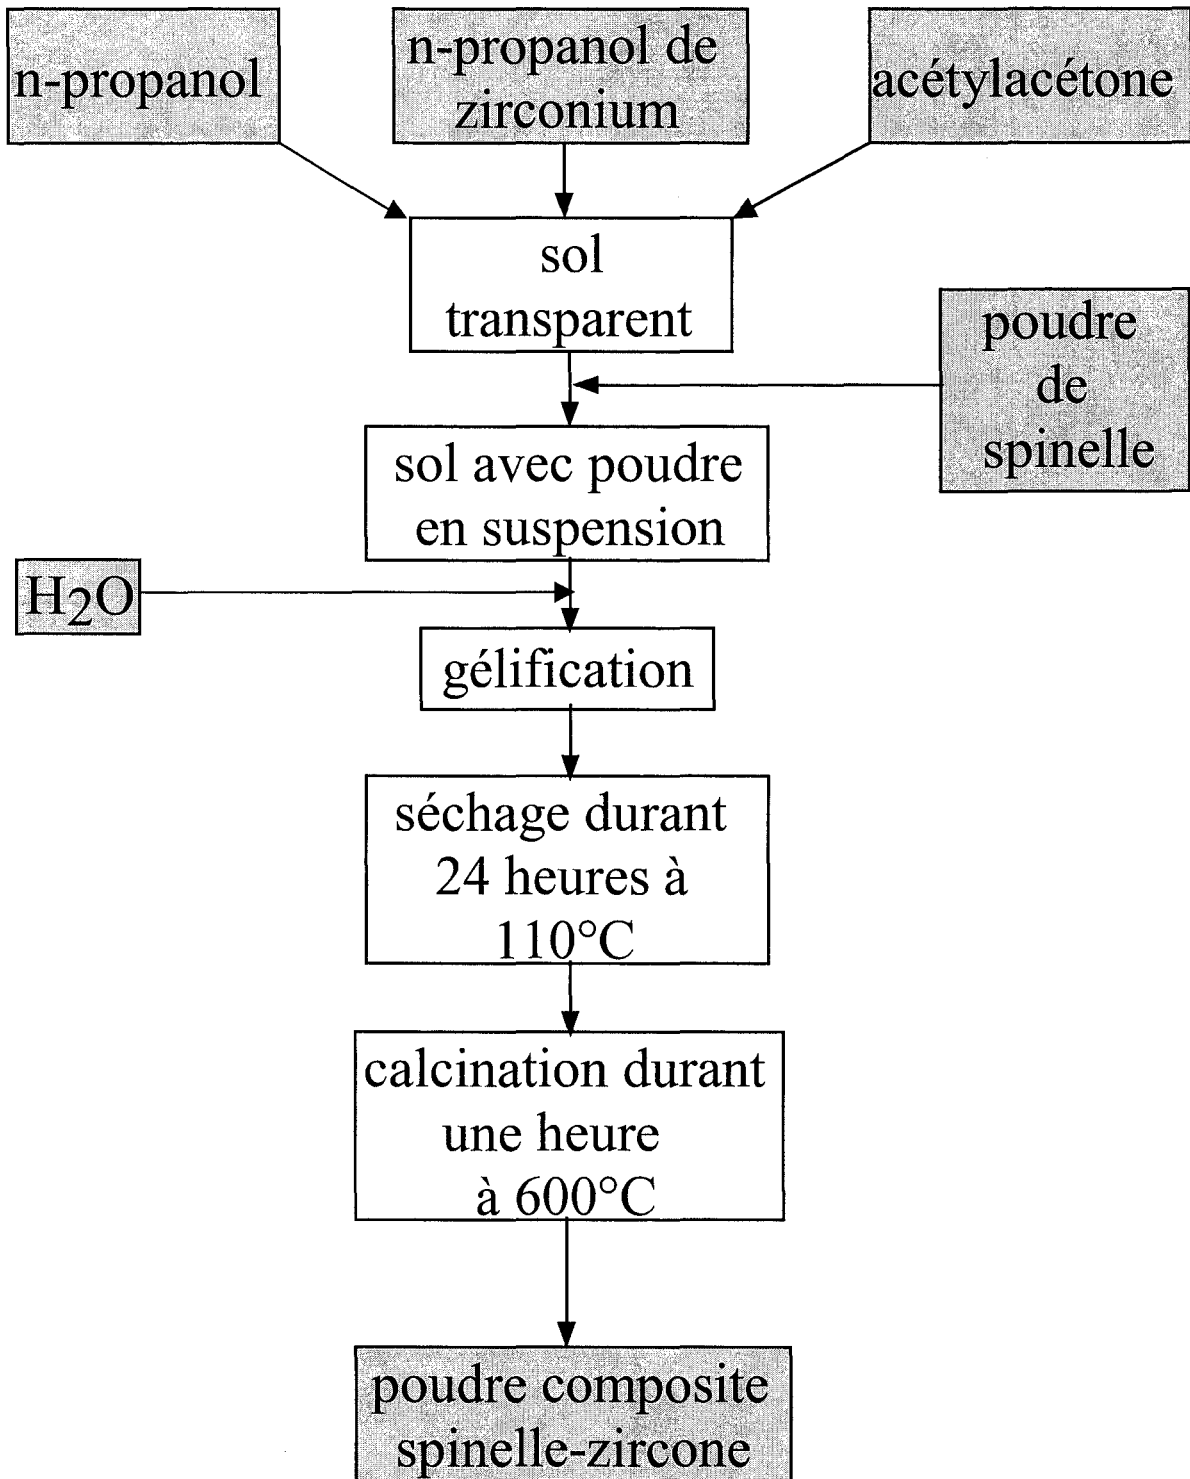 n-propanol
n-propanol de
zirconium
acétylacétone
sol
transparent
poudre
de
spinelle
sol avec poudre
en suspension
H2O
gélification
séchage durant
24 heures à
110°C
calcination durant
une heure
à 600°C
poudre composite
spinelle-zircone